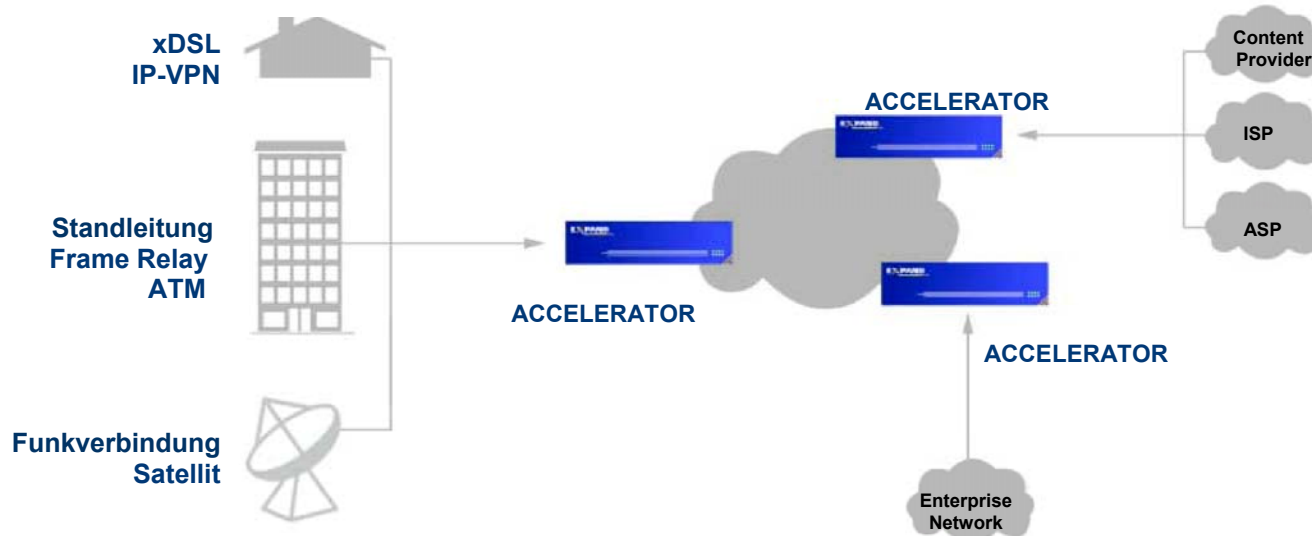 xDSL
IP-VPN
Standleitung
Frame Relay
ATM
Funkverbindung
Satellit
ACCELERATOR
ACCELERATOR
ACCELERATOR
Content
Provider
ISP
ASP
Enterprise
Network